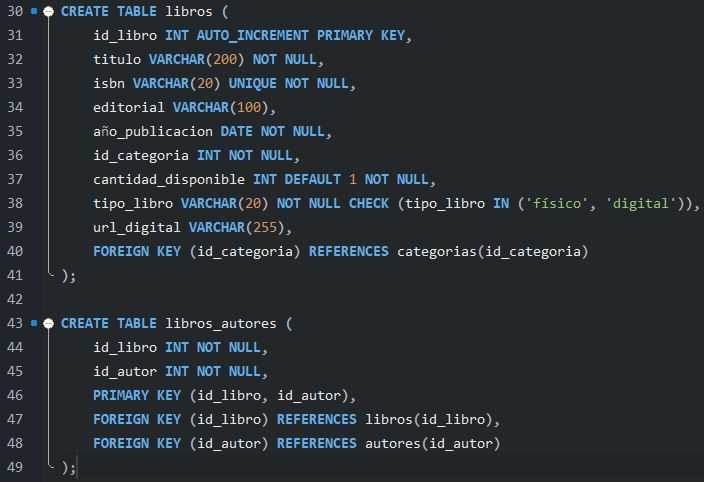 30 CREATE TABLE libros (
31 id_libro INT AUTO_INCREMENT PRIMARY KEY,
32 titulo VARCHAR(200) NOT NULL,
33 isbn VARCHAR(20) UNIQUE NOT NULL,
34 editorial VARCHAR(100),
35 año_publicacion DATE NOT NULL,
36 id_categoria INT NOT NULL,
37 cantidad_disponible INT DEFAULT 1 NOT NULL,
38 tipo_libro VARCHAR(20) NOT NULL CHECK (tipo_libro IN ('físico', 'digital')),
39 url_digital VARCHAR(255),
40 FOREIGN KEY (id_categoria) REFERENCES categorias(id_categoria)
41 );
42
43 CREATE TABLE libros_autores (
44 id_libro INT NOT NULL,
45 id_autor INT NOT NULL,
46 PRIMARY KEY (id_libro, id_autor),
47 FOREIGN KEY (id_libro) REFERENCES libros(id_libro),
48 FOREIGN KEY (id_autor) REFERENCES autores(id_autor)
49 );